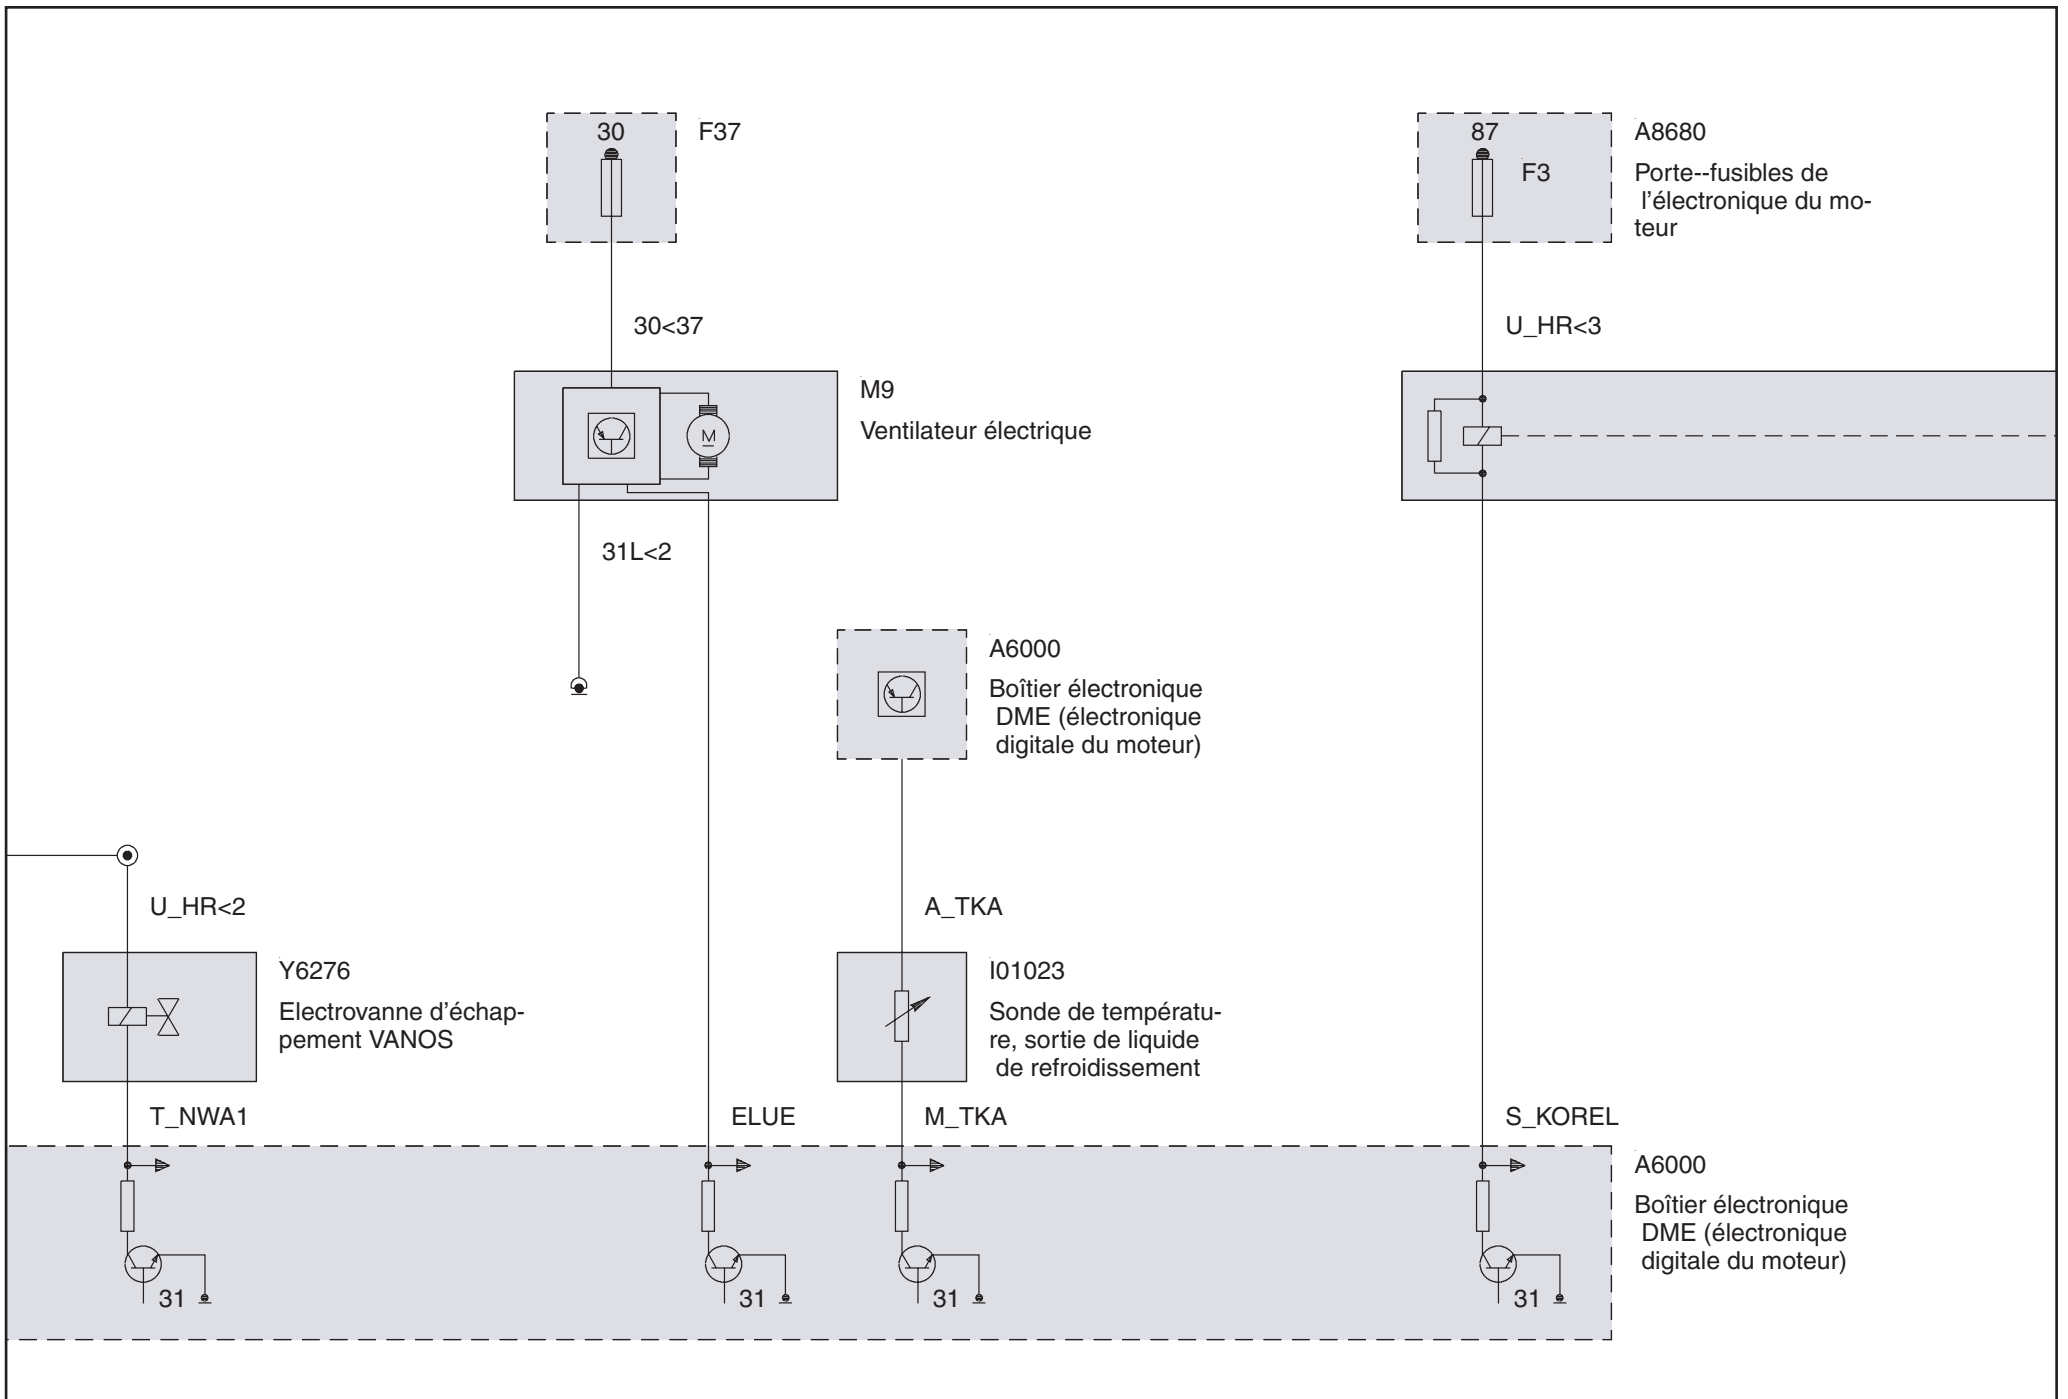 30
F37
87
F3
A8680
Porte--fusibles de
l'électronique du mo-
teur
30<37
U_HR<3
M9
Ventilateur électrique
M
31L<2
A6000
Boîtier électronique
DME (électronique
digitale du moteur)
U_HR<2
A_TKA
Y6276
Electrovanne d'échap-
pement VANOS
I01023
Sonde de températu-
re, sortie de liquide
de refroidissement
T_NWA1
ELUE
M_TKA
S_KOREL
A6000
Boîtier électronique
DME (électronique
digitale du moteur)
31
31
31
31